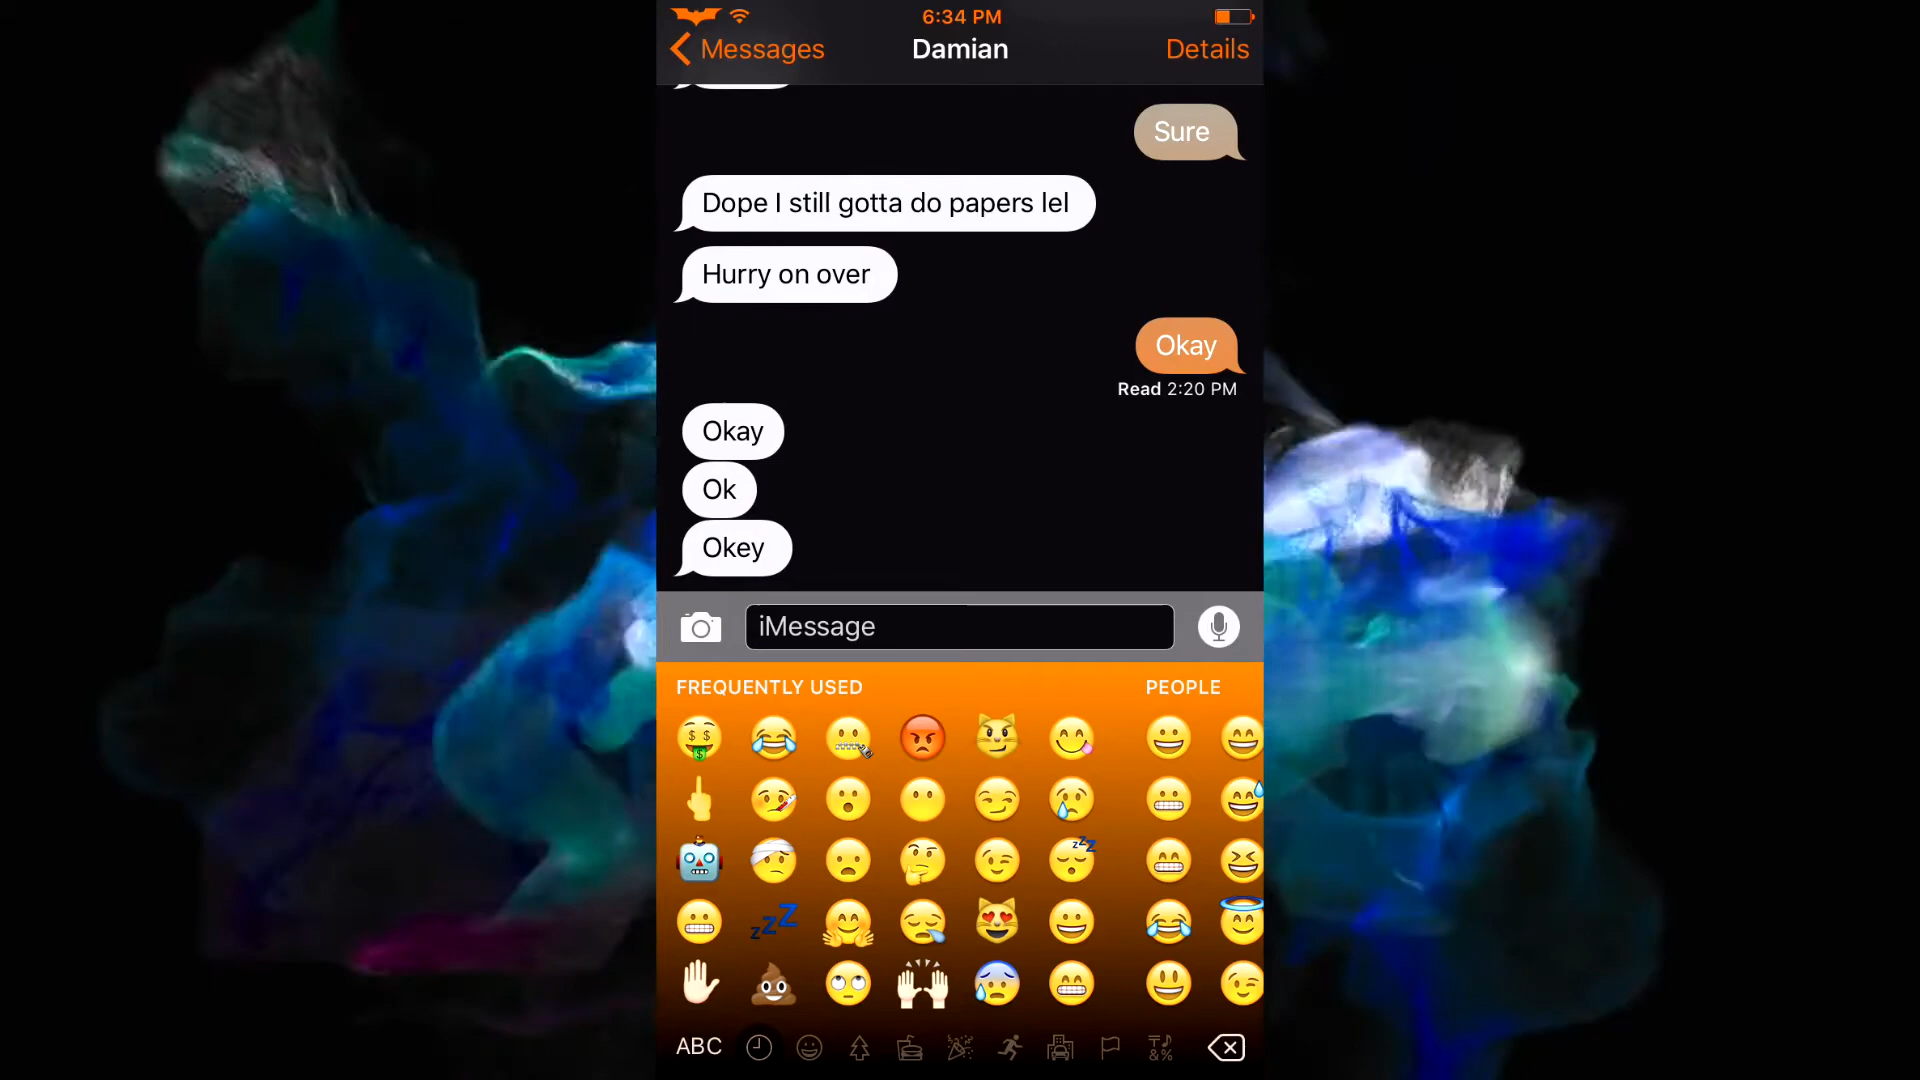 6:34 PM
Messages
Damian
Details
Sure
Dope I still gotta do papers lel
Hurry on over
Okay
Read 2:20 PM
Okay
Ok
Okey
iMessage
FREQUENTLY USED
PEOPLE
ABC